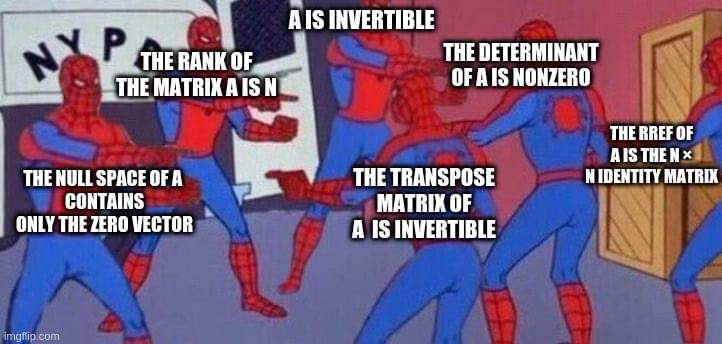 A IS INVERTIBLE
NYP
THE RANK OF
THE MATRIX A IS N
THE DETERMINANT
OF A IS NONZERO
THE RREF OF
A IS THE N ×
N IDENTITY MATRIX
THE NULL SPACE OF A
CONTAINS
ONLY THE ZERO VECTOR
THE TRANSPOSE
MATRIX OF
A IS INVERTIBLE
imgflip.com